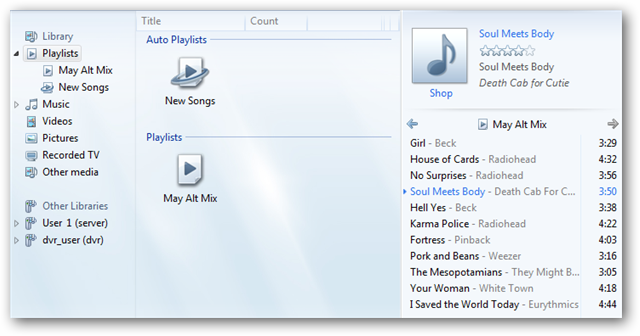 Library
Playlists
May Alt Mix
New Songs
Music
Videos
Pictures
Recorded TV
Other media
Other Libraries
User 1 (server)
dvr_user (dvr)
Title Count
Auto Playlists
New Songs
Playlists
May Alt Mix
Soul Meets Body
Soul Meets Body
Death Cab for Cutie
Shop
May Alt Mix
Girl - Beck 3:29
House of Cards - Radiohead 4:32
No Surprises - Radiohead 4:16
Soul Meets Body - Death Cab For C... 3:50
Hell Yes - Beck 3:38
Karma Police - Radiohead 4:22
Fortress - Pinback 4:03
Pork and Beans - Weezer 3:16
The Mesopotamians - They Might B... 3:05
Your Woman - White Town 4:18
I Saved the World Today - Eurythmics 4:44